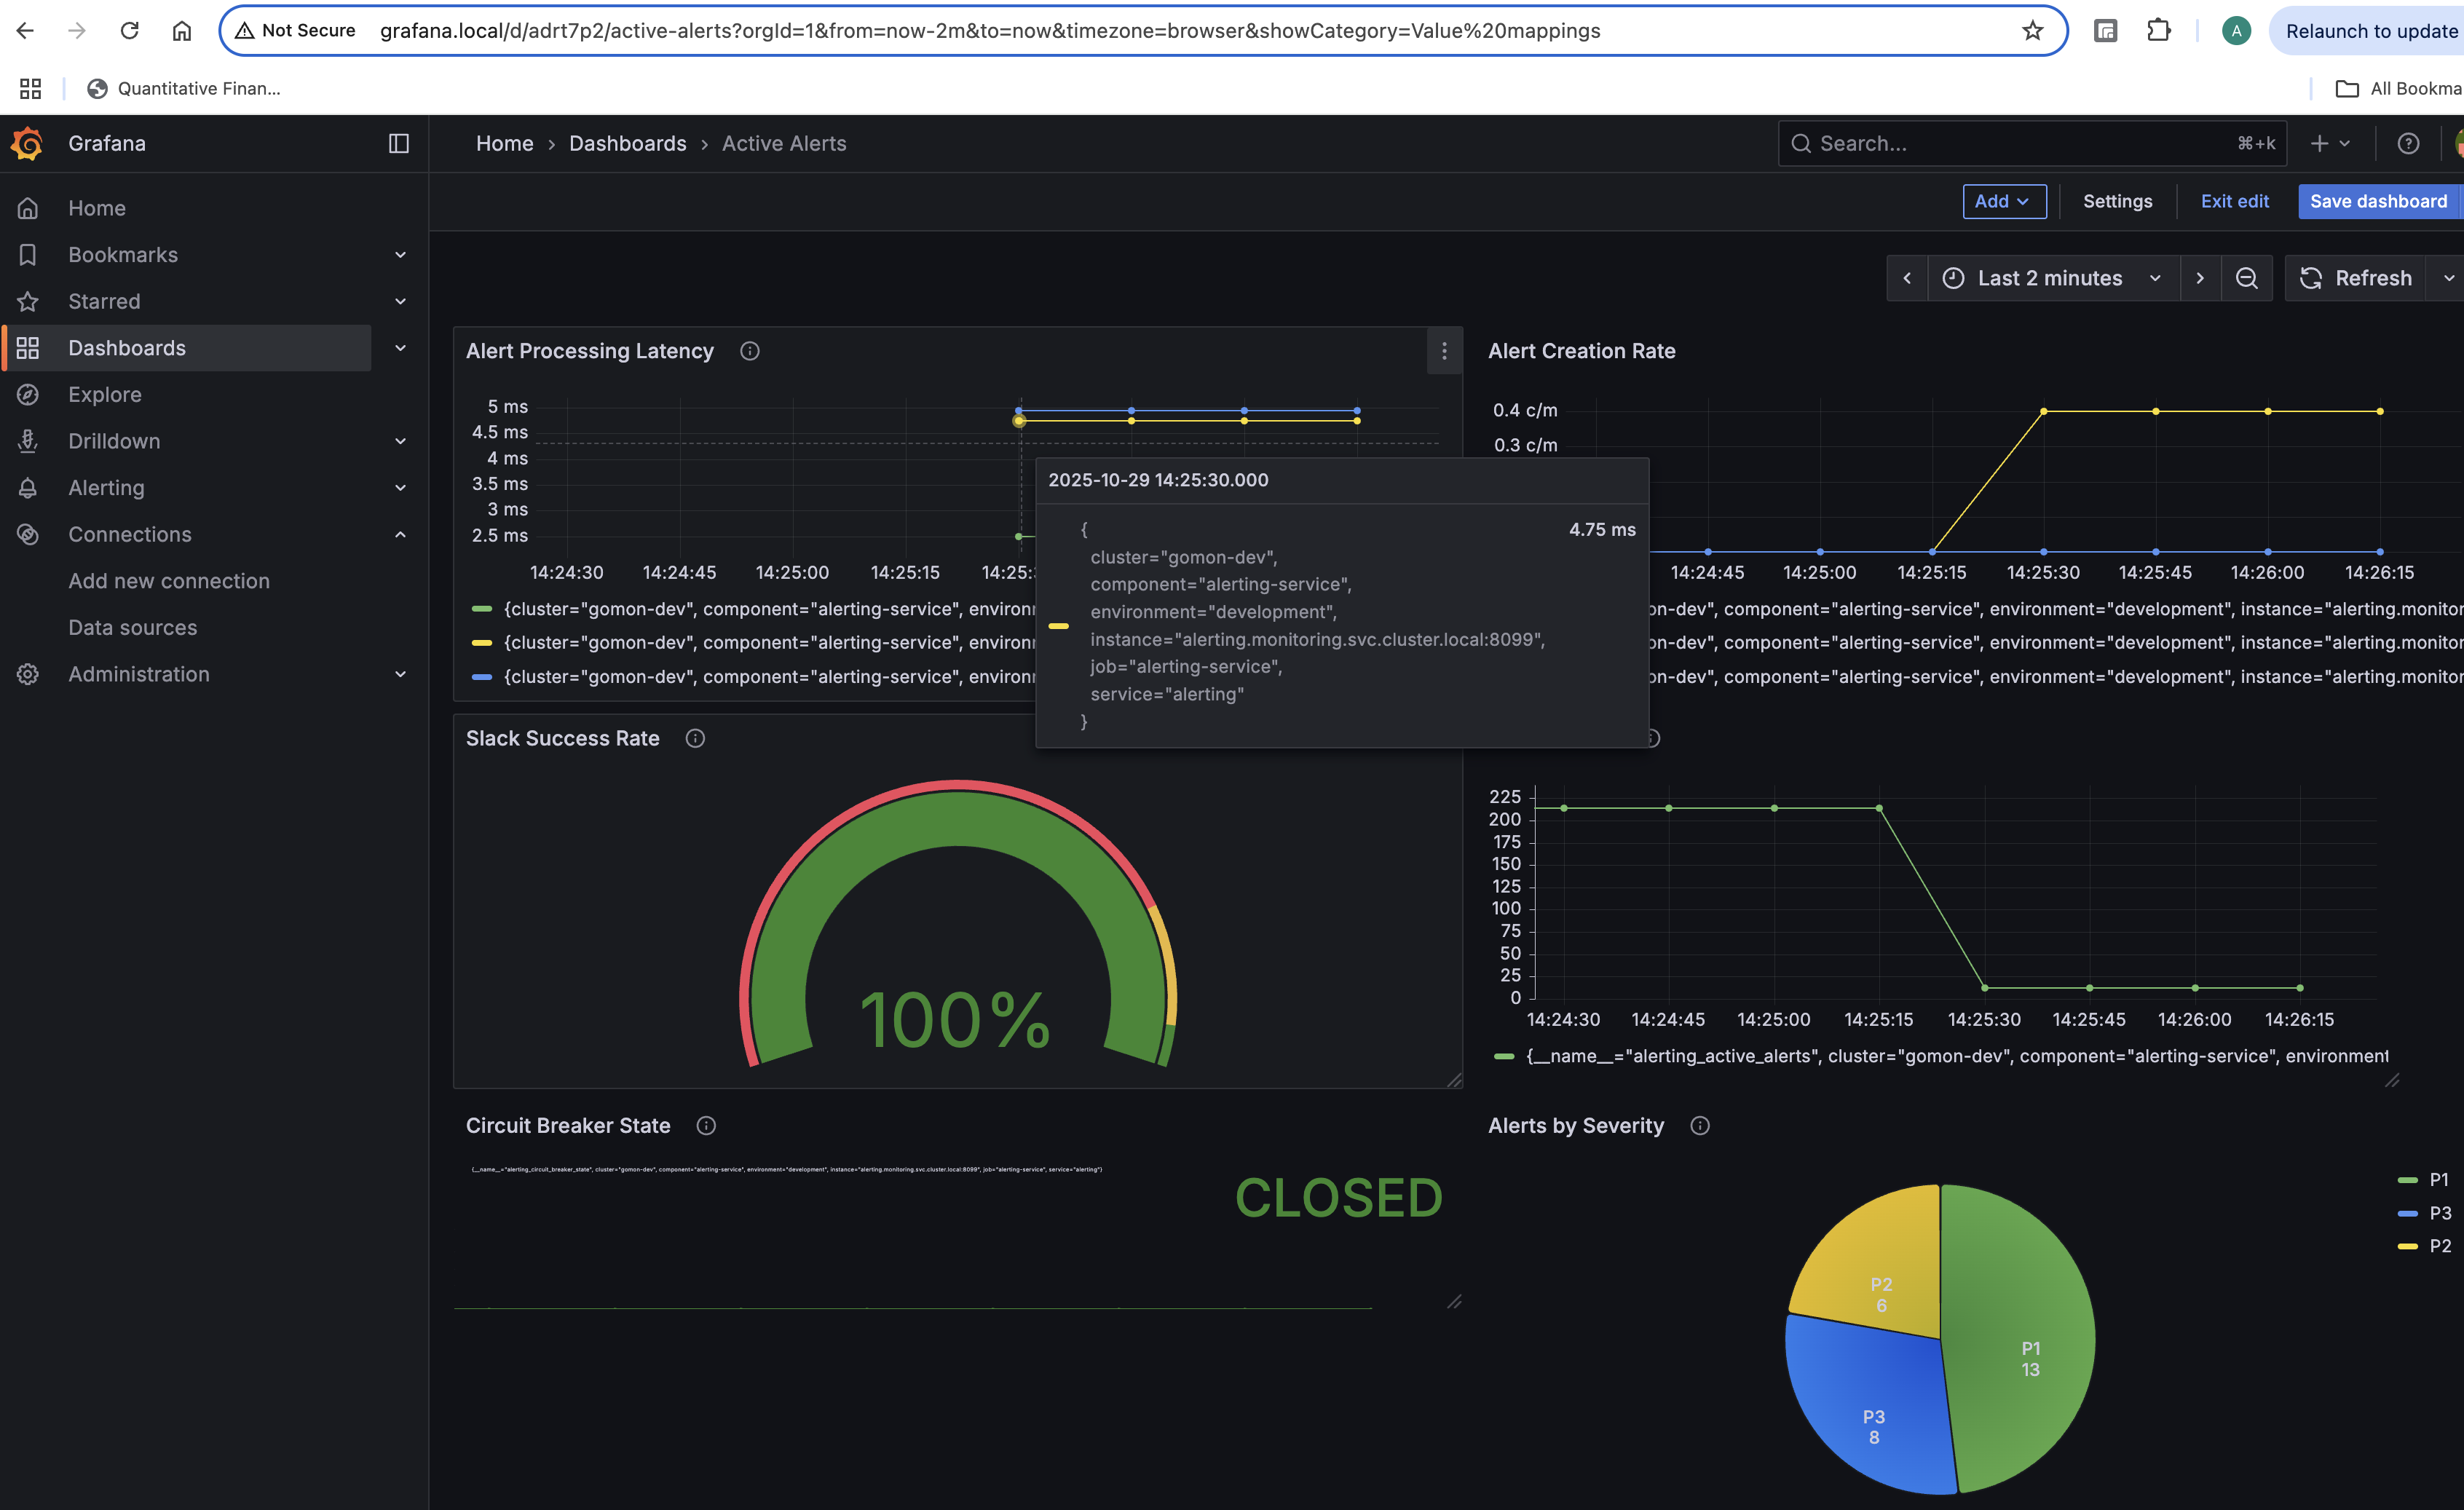 Not Secure grafana.local/d/adrt7p2/active-alerts?orgId=1&from=now-2m&to=now&timezone=browser&showCategory=Value%20mappings
A
Relaunch to update
Quantitative Finan...
All Bookma
Grafana
Home › Dashboards › Active Alerts
Search... ⌘+k
Add
Settings
Exit edit
Save dashboard
Home
Bookmarks
Starred
Dashboards
Explore
Drilldown
Alerting
Connections
Add new connection
Data sources
Administration
Last 2 minutes
Refresh
Alert Processing Latency
5 ms
4.5 ms
4 ms
3.5 ms
3 ms
2.5 ms
14:24:30 14:24:45 14:25:00 14:25:15 14:25:3
{cluster="gomon-dev", component="alerting-service", environ
{cluster="gomon-dev", component="alerting-service", environ
{cluster="gomon-dev", component="alerting-service", environ
2025-10-29 14:25:30.000
{ 4.75 ms
cluster="gomon-dev",
component="alerting-service",
environment="development",
instance="alerting.monitoring.svc.cluster.local:8099",
job="alerting-service",
service="alerting"
}
Alert Creation Rate
0.4 c/m
0.3 c/m
14:24:45 14:25:00 14:25:15 14:25:30 14:25:45 14:26:00 14:26:15
on-dev", component="alerting-service", environment="development", instance="alerting.monitor
on-dev", component="alerting-service", environment="development", instance="alerting.monitor
on-dev", component="alerting-service", environment="development", instance="alerting.monitor
Slack Success Rate
100%
225
200
175
150
125
100
75
50
25
0
14:24:30 14:24:45 14:25:00 14:25:15 14:25:30 14:25:45 14:26:00 14:26:15
{__name__="alerting_active_alerts", cluster="gomon-dev", component="alerting-service", environment
Circuit Breaker State
{__name__="alerting_circuit_breaker_state", cluster="gomon-dev", component="alerting-service", environment="development", instance="alerting.monitoring.svc.cluster.local:8099", job="alerting-service", service="alerting"}
CLOSED
Alerts by Severity
P1
P3
P2
P2
6
P1
13
P3
8